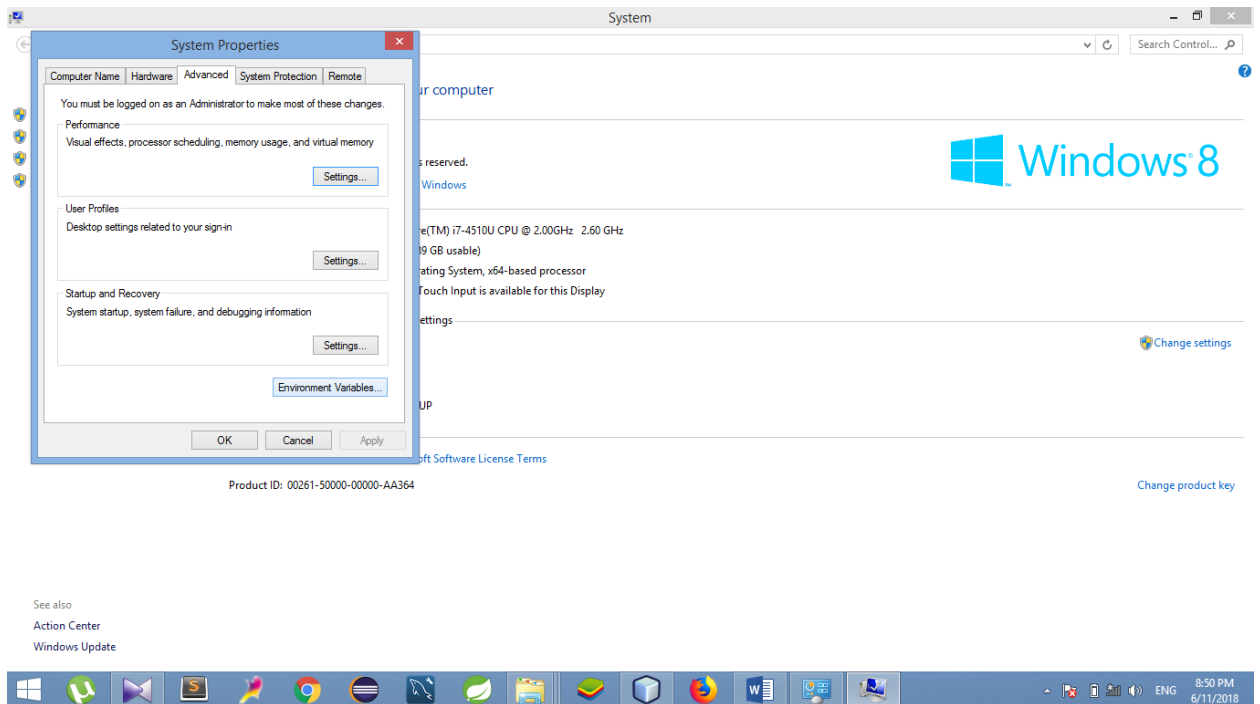 System
Search Control...
System Properties
Computer Name Hardware Advanced System Protection Remote
You must be logged on as an Administrator to make most of these changes.
Performance
Visual effects, processor scheduling, memory usage, and virtual memory
Settings...
User Profiles
Desktop settings related to your sign-in
Settings...
Startup and Recovery
System startup, system failure, and debugging information
Settings...
Environment Variables...
OK Cancel Apply
ur computer
s reserved.
Windows
Windows 8
re(TM) i7-4510U CPU @ 2.00GHz 2.60 GHz
39 GB usable)
rating System, x64-based processor
Touch Input is available for this Display
ettings
Change settings
UP
oft Software License Terms
Product ID: 00261-50000-00000-AA364
Change product key
See also
Action Center
Windows Update
ENG
8:50 PM
6/11/2018